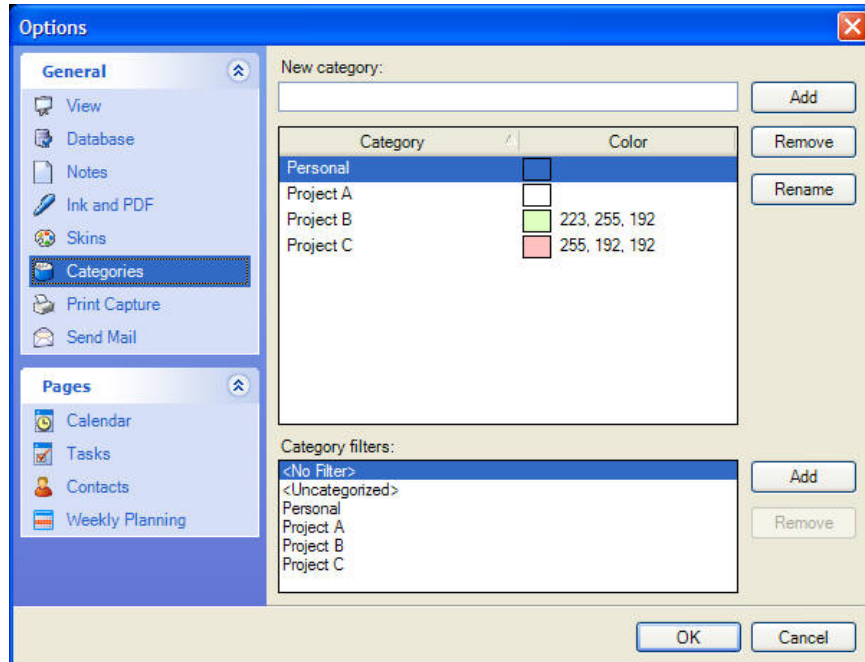 Options
General
View
Database
Notes
Ink and PDF
Skins
Categories
Print Capture
Send Mail
Pages
Calendar
Tasks
Contacts
Weekly Planning
New category:
Add
Category Color
Remove
Personal
Rename
Project A
Project B 223, 255, 192
Project C 255, 192, 192
Category filters:
<No Filter>
Add
<Uncategorized>
Personal
Project A
Remove
Project B
Project C
OK Cancel